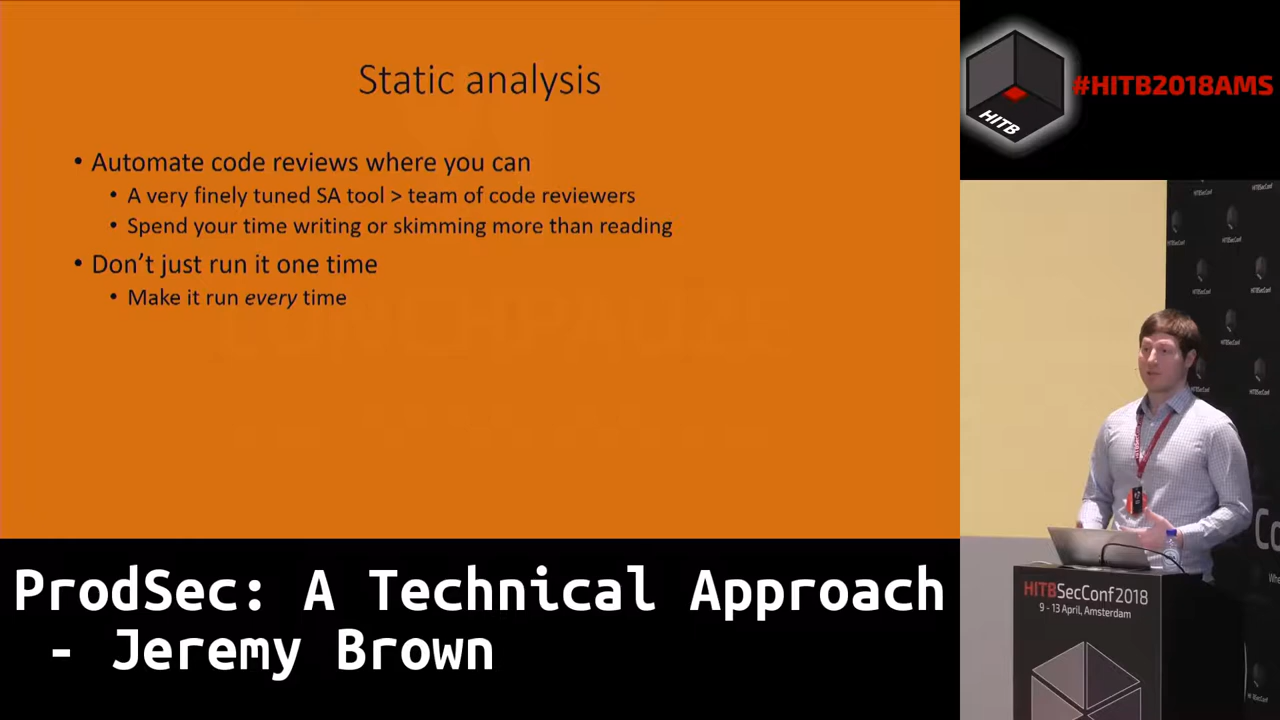 Static analysis
• Automate code reviews where you can
• A very finely tuned SA tool > team of code reviewers
• Spend your time writing or skimming more than reading
• Don’t just run it one time
• Make it run every time
ProdSec: A Technical Approach
- Jeremy Brown
HITB
#HITB2018AMS
HITBSecConf2018
9 - 13 April, Amsterdam